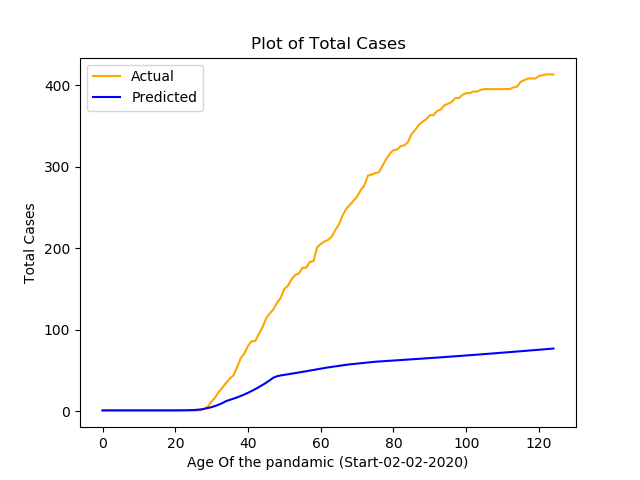 Plot of Total Cases
Actual
Predicted
Total Cases
400
300
200
100
0
0 20 40 60 80 100 120
Age Of the pandamic (Start-02-02-2020)